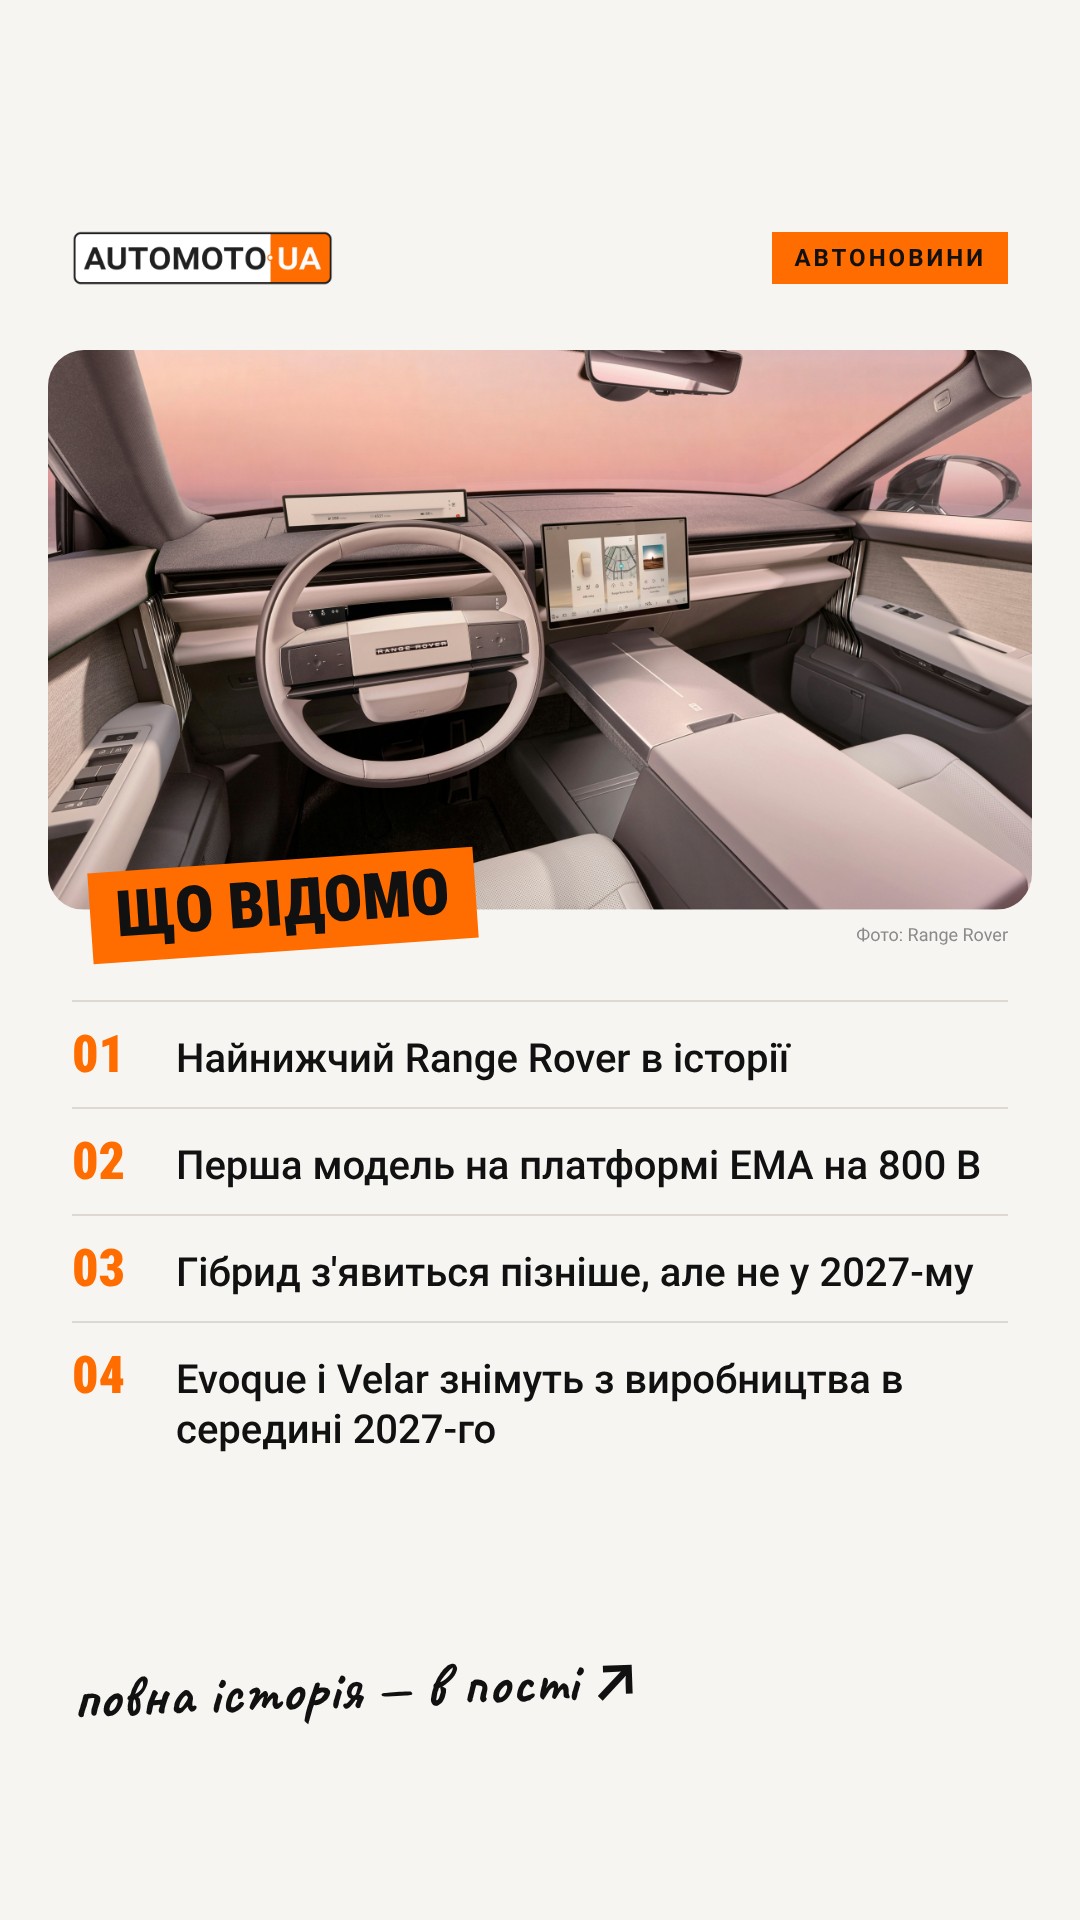 AUTOMOTO UA
АВТОНОВИНИ
RANGE ROVER
ЩО ВІДОМО
Фото: Range Rover
01 Найнижчий Range Rover в історії
02 Перша модель на платформі EMA на 800 В
03 Гібрид з'явиться пізніше, але не у 2027-му
04 Evoque і Velar знімуть з виробництва в
середині 2027-го
повна історія — в пості ↗